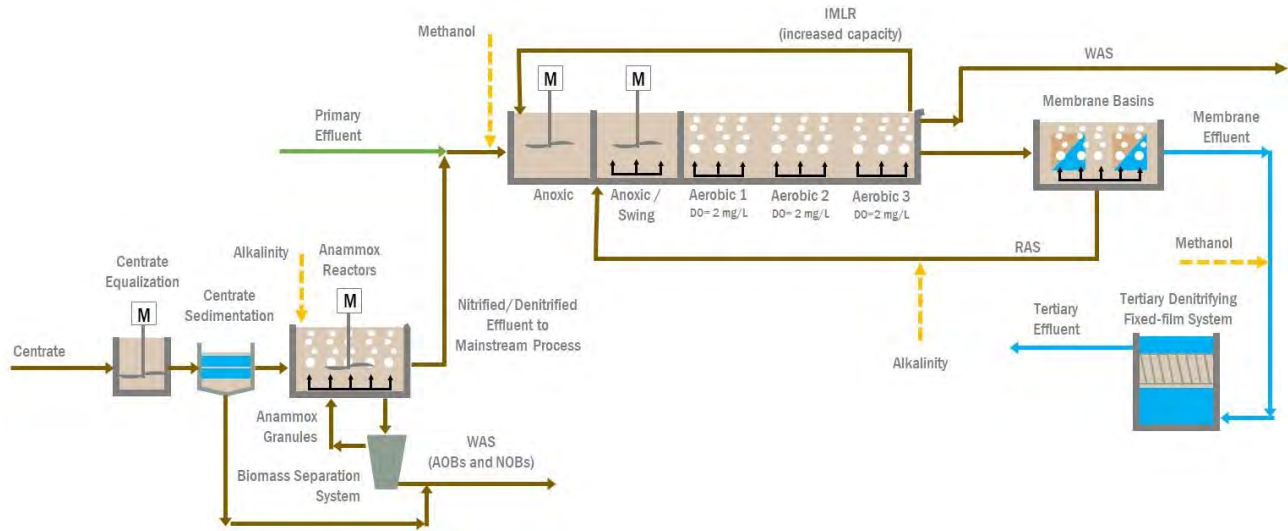 IMLR
(increased capacity)
Methanol
M
M
WAS
Primary
Effluent
Membrane Basins
Membrane
Effluent
Anoxic
Anoxic /
Swing
Aerobic 1
DO= 2 mg/L
Aerobic 2
DO= 2 mg/L
Aerobic 3
DO=2 mg/L
RAS
Methanol
Alkalinity
Anammox
Reactors
Centrate
Equalization
Centrate
Sedimentation
M
M
Nitrified/Denitrified
Effluent to
Mainstream Process
Alkalinity
Tertiary
Effluent
Tertiary Denitrifying
Fixed-film System
Centrate
Anammox
Granules
WAS
(AOBs and NOBs)
Biomass Separation
System